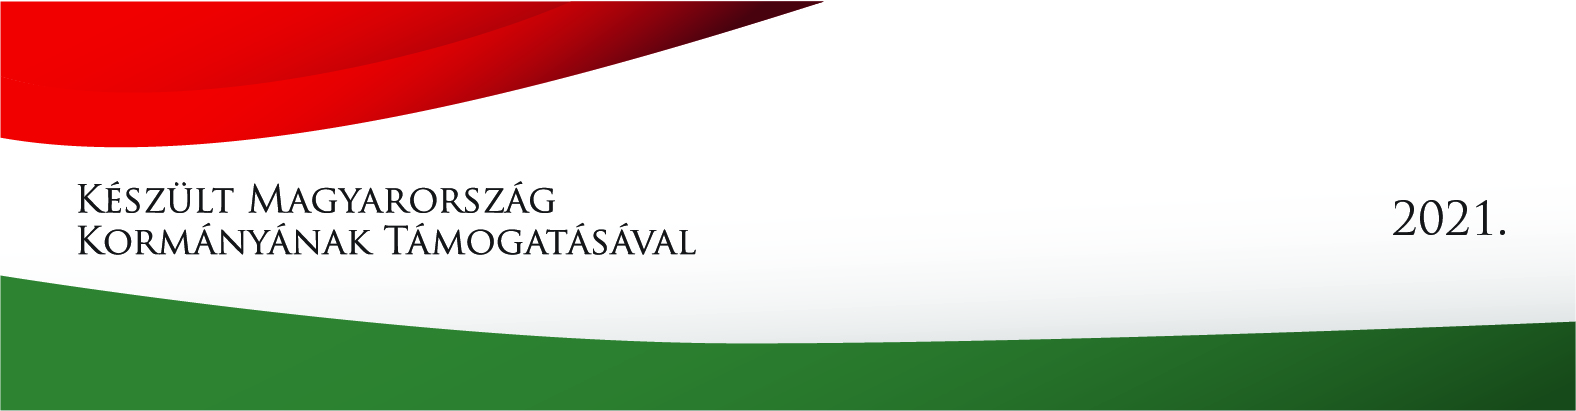 Készült Magyarország
Kormányának Támogatásával
2021.